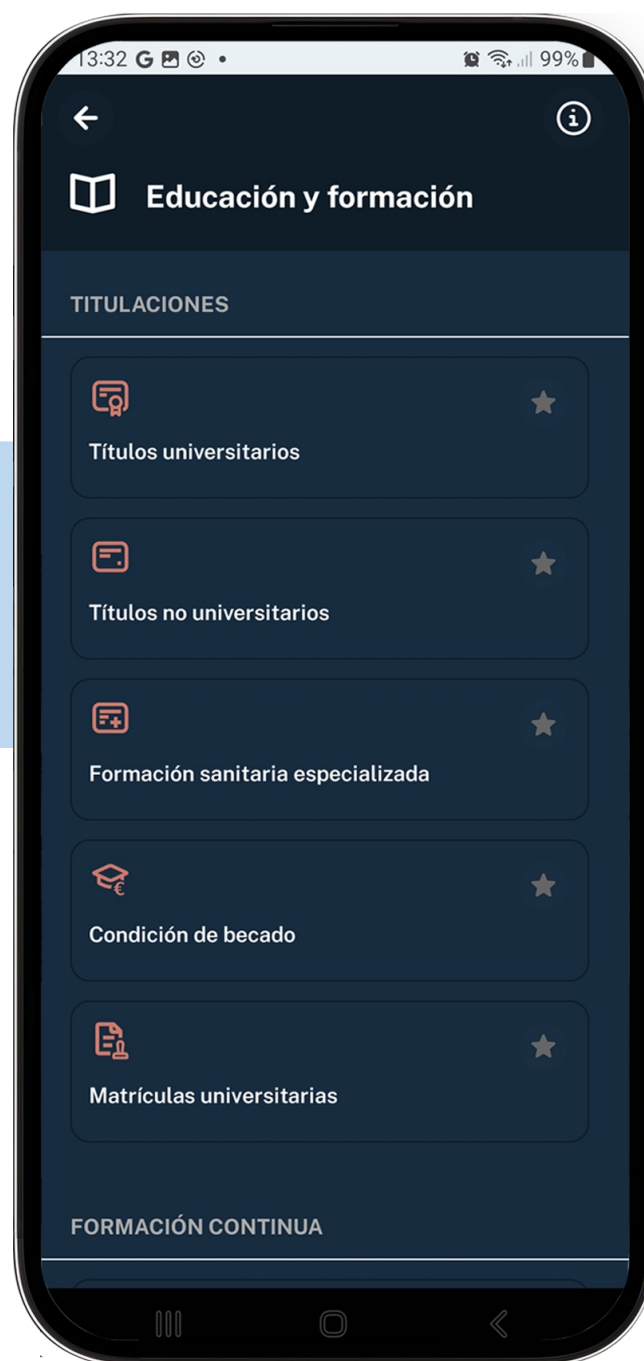 13:32 G
99%
Educación y formación
TITULACIONES
Títulos universitarios
Títulos no universitarios
Formación sanitaria especializada
Condición de becado
Matrículas universitarias
FORMACIÓN CONTINUA